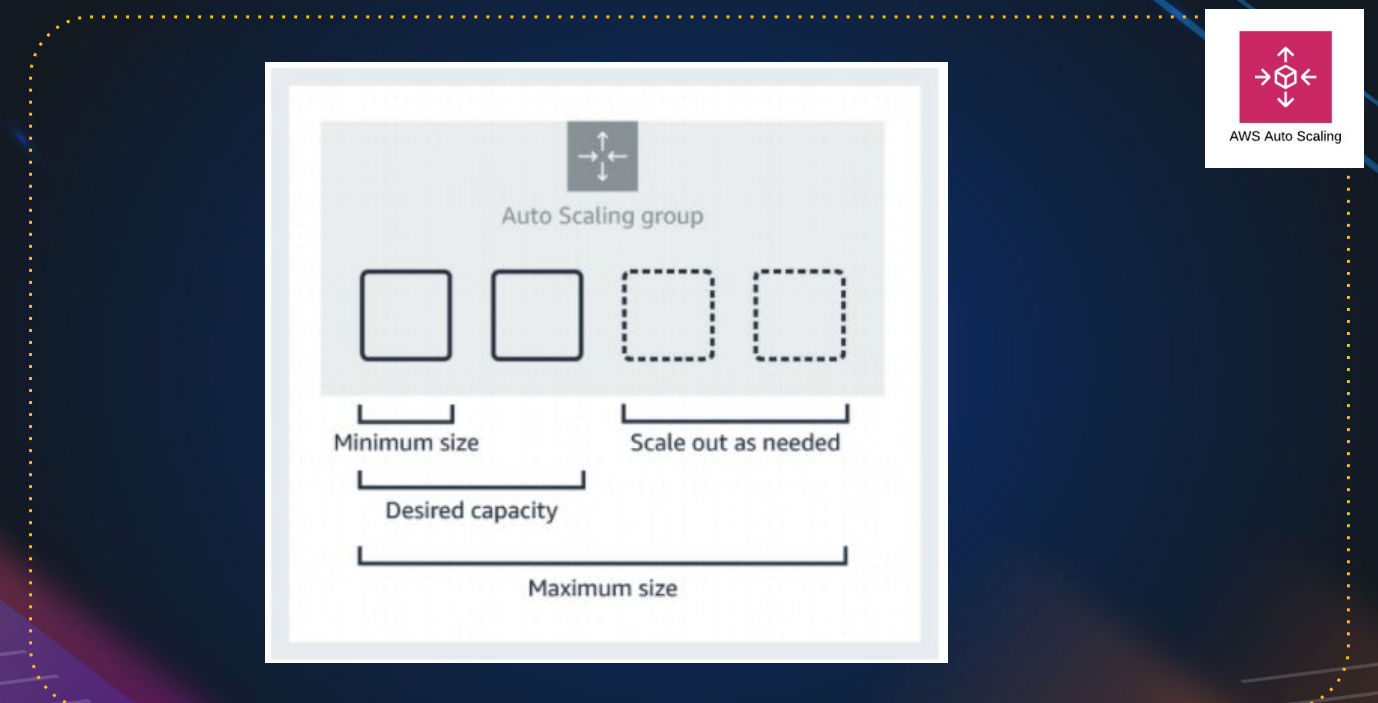 AWS Auto Scaling
Auto Scaling group
Minimum size
Scale out as needed
Desired capacity
Maximum size